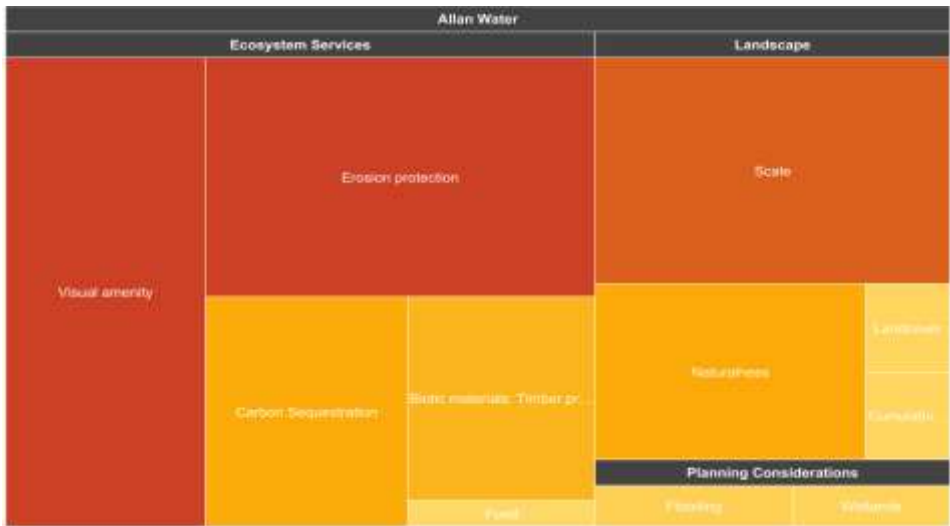 Allan Water
Ecosystem Services
Landscape
Erosion protection
Scale
Visual amenity
Naturalness
Carbon Sequestration
Biotic materials: Timber pr...
Planning Considerations
Food
Flooding
Wetlands